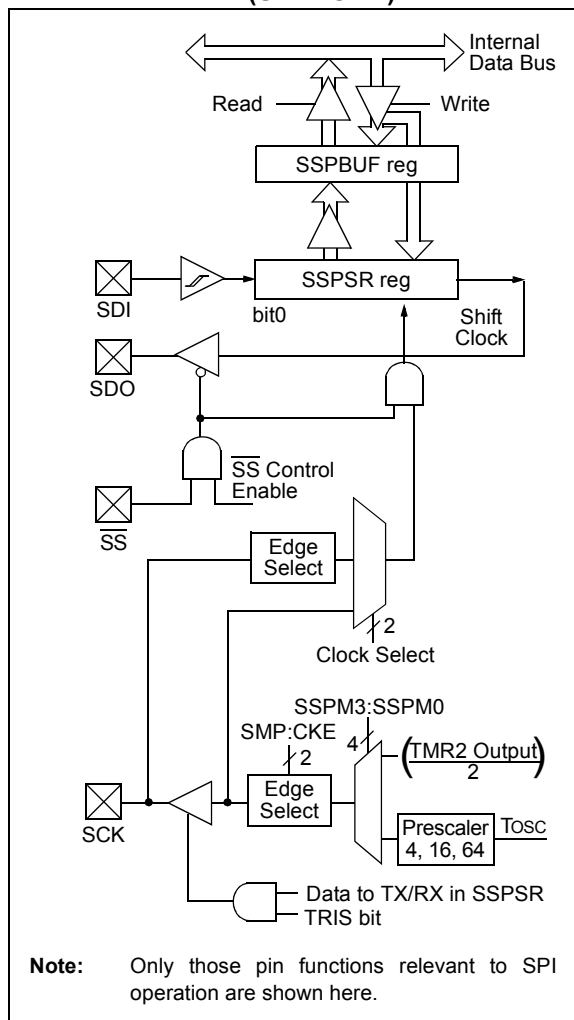 Internal
Data Bus
Read
Write
SSPBUF reg
SSPSR reg
SDI
bit0
Shift
Clock
SDO
SS Control
Enable
SS
Edge
Select
2
Clock Select
SSPM3:SSPM0
SMP:CKE
4
2
(TMR2 Output
2)
Edge
Select
SCK
Prescaler
4, 16, 64
TOSC
Data to TX/RX in SSPSR
TRIS bit
Note: Only those pin functions relevant to SPI
operation are shown here.